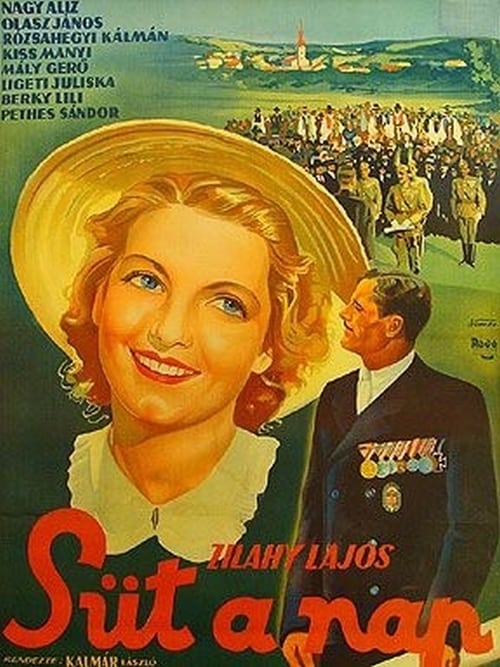 NAGY ALIZ
OLASZ JÁNOS
RÓZSAHEGYI KÁLMÁN
KISS MANYI
MÁLY GERŐ
LIGETI JULISKA
BERKY LILI
PETHES SÁNDOR
ZILAHY LAJOS
Süt a nap
RENDEZTE: KALMÁR LÁSZLÓ